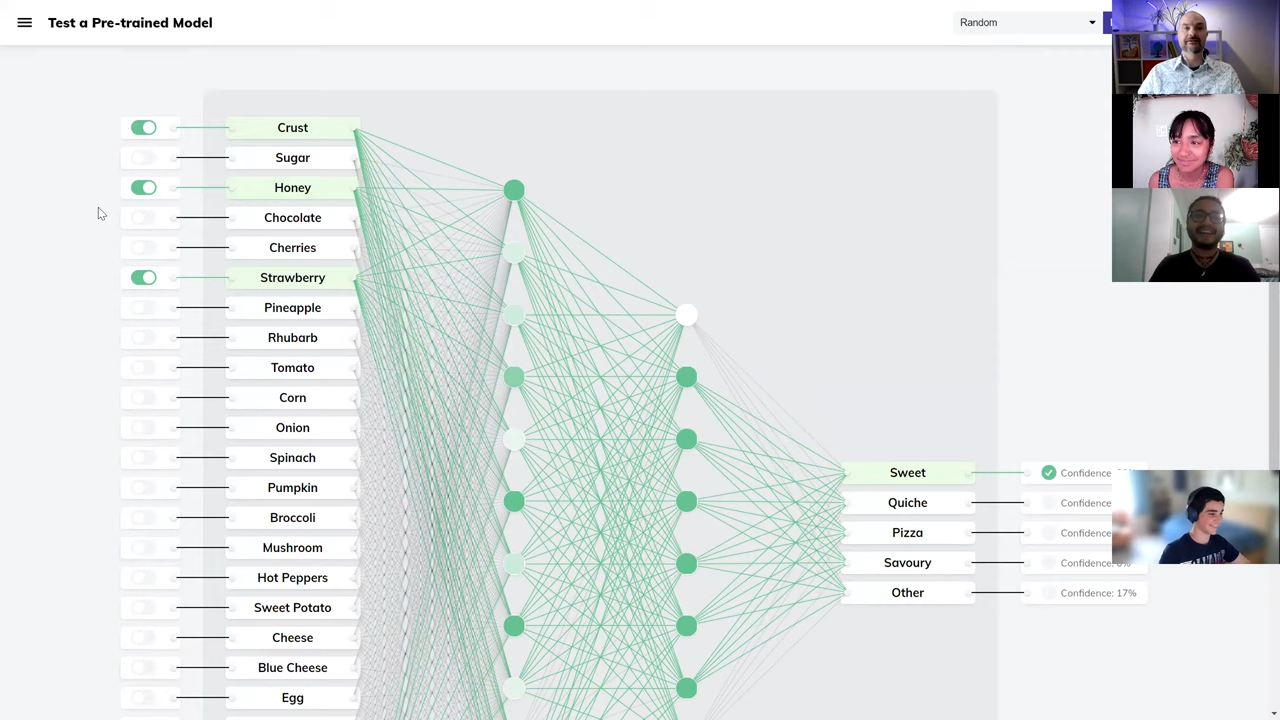 Test a Pre-trained Model
Random
Crust
Sugar
Honey
Chocolate
Cherries
Strawberry
Pineapple
Rhubarb
Tomato
Corn
Onion
Spinach
Pumpkin
Broccoli
Mushroom
Hot Peppers
Sweet Potato
Cheese
Blue Cheese
Egg
Sweet
Confidence
Quiche
Confidence
Pizza
Confidence
Savoury
Confidence:
Other
Confidence: 17%